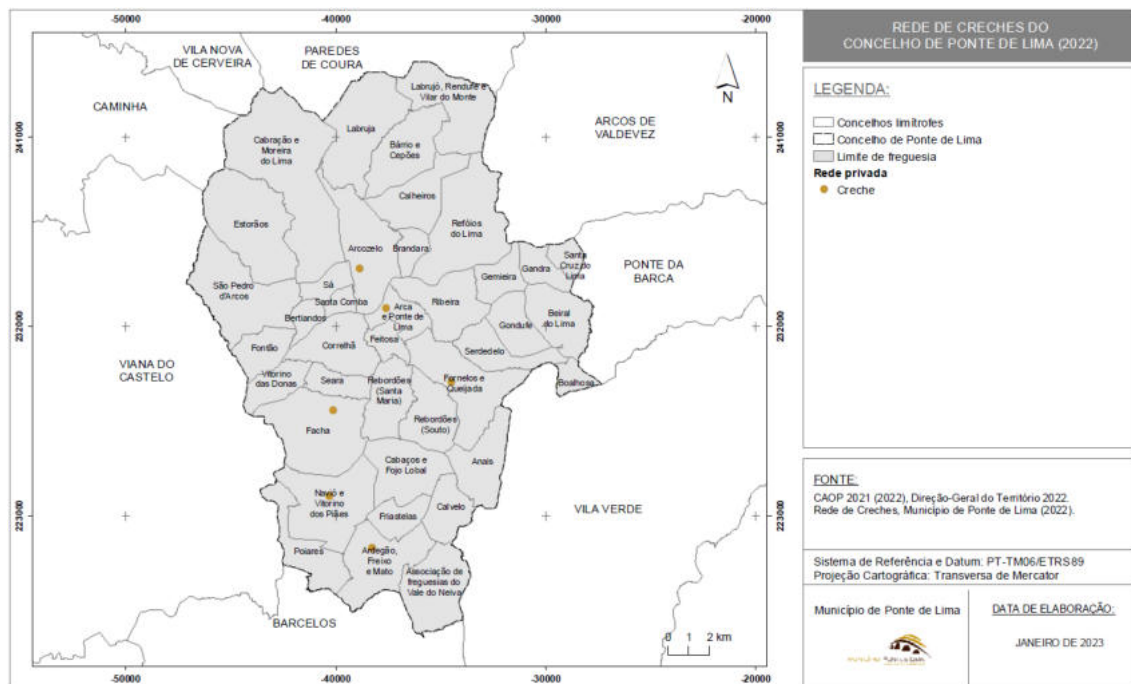 -50000
-40000
-30000
-20000
VILA NOVA
DE CERVEIRA
PAREDES
DE COURA
CAMINHA
ARCOS DE
VALDEVEZ
241000
241000
Labrujó, Rendufe e
Vilar do Monte
Labruja
Cabração e
Moreira
do Lima
Bárrio e
Cepões
Calheiros
Estorãos
Refóios
do Lima
Arcozelo
Brandara
Santa
Cruz do
Lima
Gandra
Gemieira
PONTE DA
BARCA
São Pedro
d'Arcos
Sá
Santa Comba
Arca
e Ponte de
Lima
Ribeira
Beiral
do Lima
Bertiandos
Gondufe
232000
232000
Feitosa
Correlhã
Fontão
Serdedelo
VIANA DO
CASTELO
Vitorino
das Donas
Seara
Rebordões
(Santa
Maria)
Fornelos e
Queijada
Boalhosa
Facha
Rebordões
(Souto)
Cabaços e
Fojo Lobal
Anais
Navió e
Vitorino
dos Piães
Calvelo
Friastelas
VILA VERDE
223000
223000
Poiares
Ardegão,
Freixo
e Mato
Associação de
freguesias do
Vale do Neiva
BARCELOS
N
0 1 2 km
-50000
-40000
-30000
-20000
REDE DE CRECHES DO
CONCELHO DE PONTE DE LIMA (2022)
LEGENDA:
Concelhos limítrofes
Concelho de Ponte de Lima
Limite de freguesia
Rede privada
Creche
FONTE:
CAOP 2021 (2022), Direção-Geral do Território 2022.
Rede de Creches, Município de Ponte de Lima (2022).
Sistema de Referência e Datum: PT-TM06/ETRS89
Projeção Cartográfica: Transversa de Mercator
Município de Ponte de Lima
DATA DE ELABORAÇÃO:
JANEIRO DE 2023